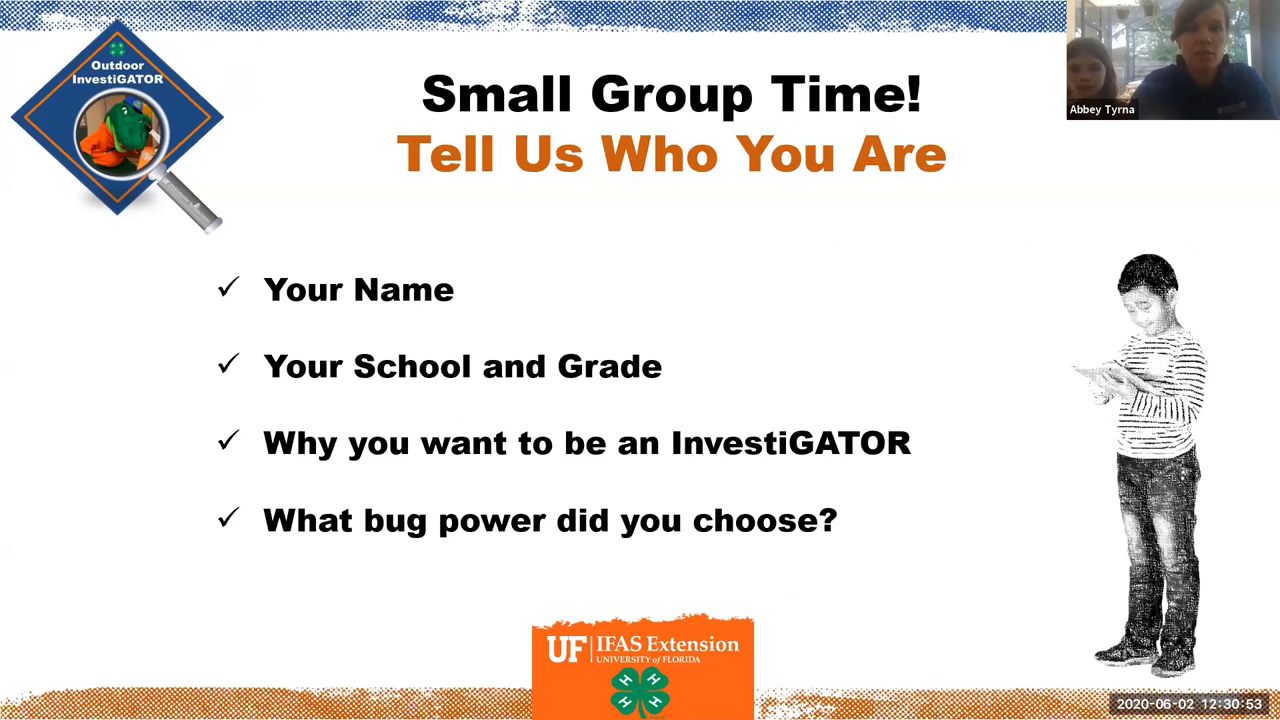 Outdoor
InvestiGATOR
Small Group Time!
Tell Us Who You Are
Abbey Tyrna
✓ Your Name
✓ Your School and Grade
✓ Why you want to be an InvestiGATOR
✓ What bug power did you choose?
UF IFAS Extension
UNIVERSITY of FLORIDA
H H
H H
2020-06-02 12:30:53